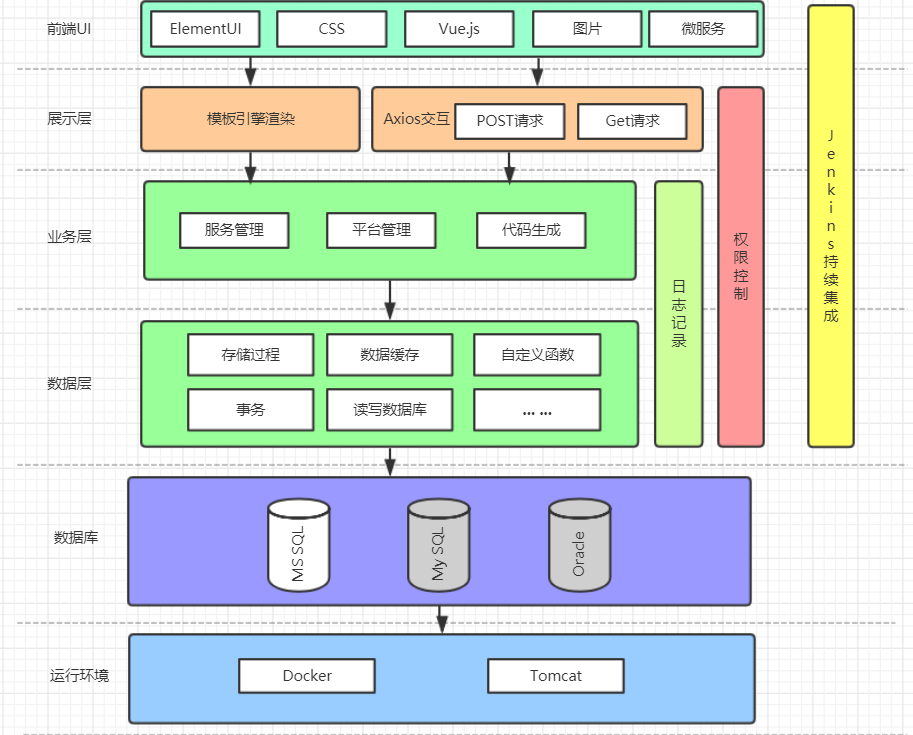 前端UI
ElementUI
CSS
Vue.js
图片
微服务
展示层
模板引擎渲染
Axios交互
POST请求
Get请求
业务层
服务管理
平台管理
代码生成
数据层
存储过程
数据缓存
自定义函数
事务
读写数据库
... ...
日志记录
权限控制
Jenkins持续集成
数据库
MS SQL
My SQL
Oracle
运行环境
Docker
Tomcat